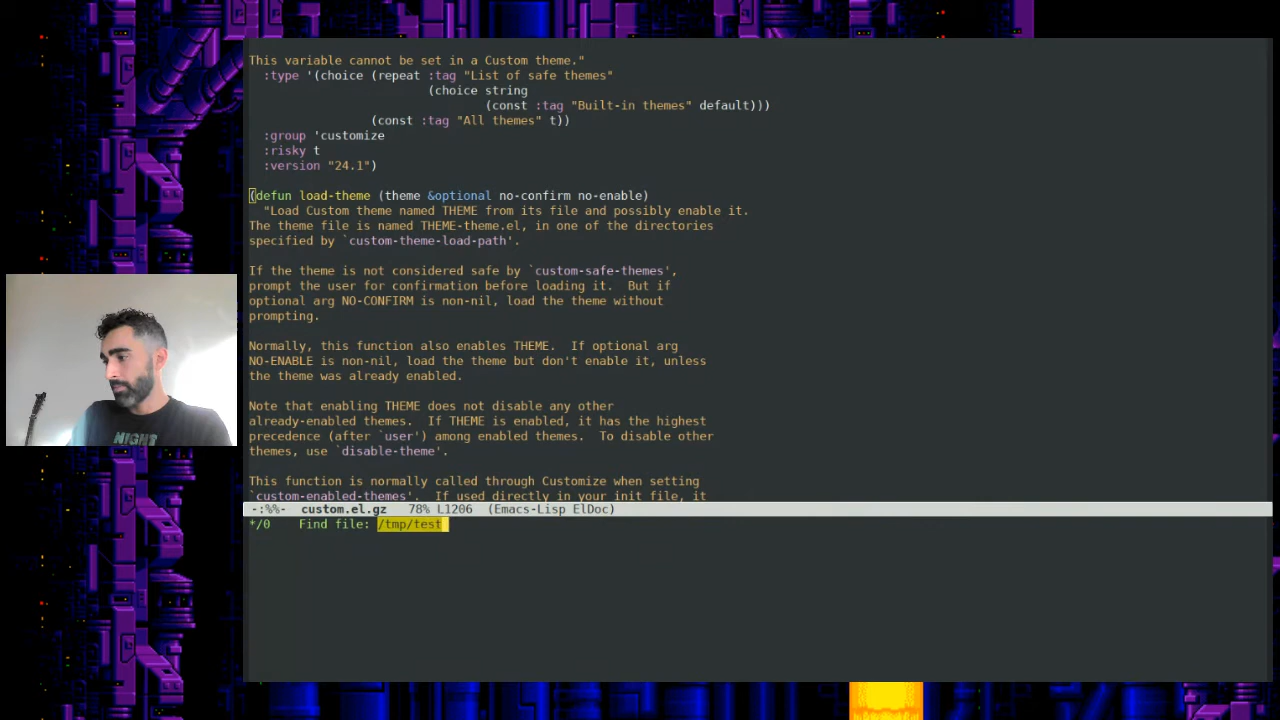 This variable cannot be set in a Custom theme."
:type '(choice (repeat :tag "List of safe themes"
(choice string
(const :tag "Built-in themes" default)))
(const :tag "All themes" t))
:group 'customize
:risky t
:version "24.1")
(defun load-theme (theme &optional no-confirm no-enable)
"Load Custom theme named THEME from its file and possibly enable it.
The theme file is named THEME-theme.el, in one of the directories
specified by `custom-theme-load-path'.
If the theme is not considered safe by `custom-safe-themes',
prompt the user for confirmation before loading it.  But if
optional arg NO-CONFIRM is non-nil, load the theme without
prompting.
Normally, this function also enables THEME.  If optional arg
NO-ENABLE is non-nil, load the theme but don't enable it, unless
the theme was already enabled.
Note that enabling THEME does not disable any other
already-enabled themes.  If THEME is enabled, it has the highest
precedence (after `user') among enabled themes.  To disable other
themes, use `disable-theme'.
This function is normally called through Customize when setting
`custom-enabled-themes'.  If used directly in your init file, it
-:%%-  custom.el.gz   78% L1206  (Emacs-Lisp ElDoc)
*/0    Find file: /tmp/test
NIGHT